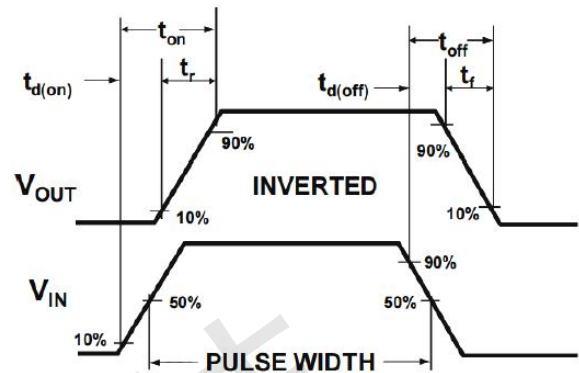 ton
toff
tr
tf
td(on)
td(off)
90%
90%
VOUT
INVERTED
10%
10%
VIN
90%
50%
50%
10%
PULSE WIDTH